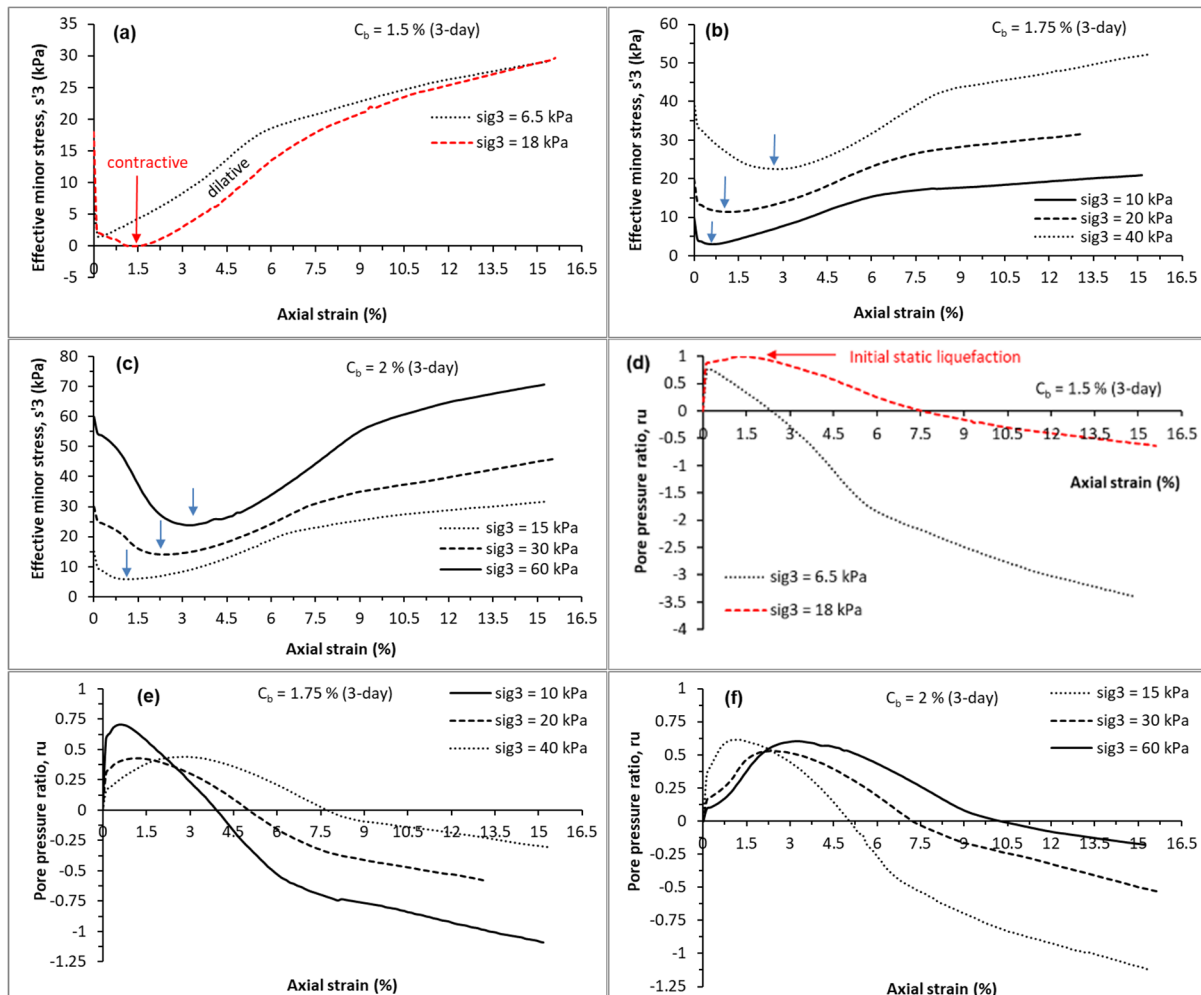 (a)
C_b = 1.5 % (3-day)
Effective minor stress, s'3 (kPa)
35
30
25
20
15
10
5
0
-5
contractive
dilative
sig3 = 6.5 kPa
sig3 = 18 kPa
0 1.5 3 4.5 6 7.5 9 10.5 12 13.5 15 16.5
Axial strain (%)
(b)
C_b = 1.75 % (3-day)
Effective minor stress, s'3 (kPa)
60
50
40
30
20
10
0
sig3 = 10 kPa
sig3 = 20 kPa
sig3 = 40 kPa
0 1.5 3 4.5 6 7.5 9 10.5 12 13.5 15 16.5
Axial strain (%)
(c)
C_b = 2 % (3-day)
Effective minor stress, s'3 (kPa)
80
70
60
50
40
30
20
10
0
sig3 = 15 kPa
sig3 = 30 kPa
sig3 = 60 kPa
0 1.5 3 4.5 6 7.5 9 10.5 12 13.5 15 16.5
Axial strain (%)
(d)
Initial static liquefaction
C_b = 1.5 % (3-day)
Pore pressure ratio, ru
1
0.5
0
-0.5
-1
-1.5
-2
-2.5
-3
-3.5
-4
0 1.5 3 4.5 6 7.5 9 10.5 12 13.5 15 16.5
Axial strain (%)
sig3 = 6.5 kPa
sig3 = 18 kPa
(e)
C_b = 1.75 % (3-day)
sig3 = 10 kPa
sig3 = 20 kPa
sig3 = 40 kPa
Pore pressure ratio, ru
1
0.75
0.5
0.25
0
-0.25
-0.5
-0.75
-1
-1.25
0 1.5 3 4.5 6 7.5 9 10.5 12 13.5 15 16.5
Axial strain (%)
(f)
C_b = 2 % (3-day)
sig3 = 15 kPa
sig3 = 30 kPa
sig3 = 60 kPa
Pore pressure ratio, ru
1
0.75
0.5
0.25
0
-0.25
-0.5
-0.75
-1
-1.25
0 1.5 3 4.5 6 7.5 9 10.5 12 13.5 15 16.5
Axial strain (%)